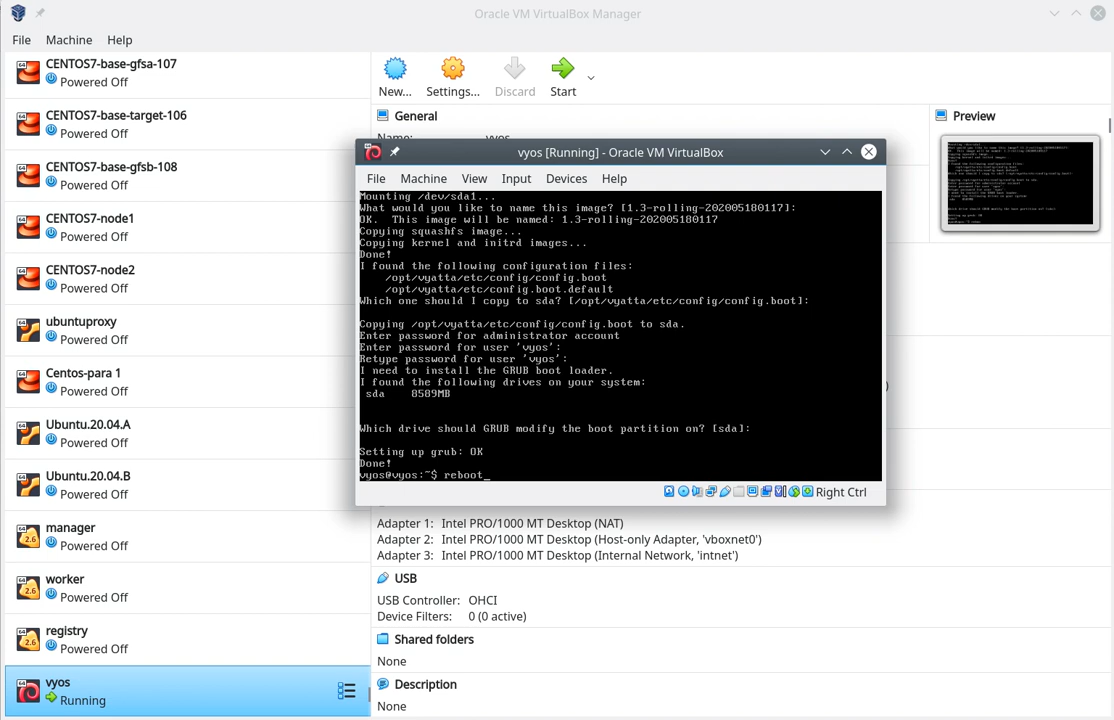 Oracle VM VirtualBox Manager
File Machine Help
CENTOS7-base-gfsa-107
Powered Off
CENTOS7-base-target-106
Powered Off
CENTOS7-base-gfsb-108
Powered Off
CENTOS7-node1
Powered Off
CENTOS7-node2
Powered Off
ubuntuproxy
Powered Off
Centos-para 1
Powered Off
Ubuntu.20.04.A
Powered Off
Ubuntu.20.04.B
Powered Off
manager
Powered Off
worker
Powered Off
registry
Powered Off
vyos
Running
New... Settings... Discard Start
General
Name: vyos
Preview
vyos [Running] - Oracle VM VirtualBox
File Machine View Input Devices Help
Mounting /dev/sda1...
What would you like to name this image? [1.3-rolling-202005180117]:
OK. This image will be named: 1.3-rolling-202005180117
Copying squashfs image...
Copying kernel and initrd images...
Done!
I found the following configuration files:
/opt/vyatta/etc/config/config.boot
/opt/vyatta/etc/config.boot.default
Which one should I copy to sda? [/opt/vyatta/etc/config/config.boot]:
Copying /opt/vyatta/etc/config/config.boot to sda.
Enter password for administrator account
Enter password for user 'vyos':
Retype password for user 'vyos':
I need to install the GRUB boot loader.
I found the following drives on your system:
sda 8589MB
Which drive should GRUB modify the boot partition on? [sda]:
Setting up grub: OK
Done!
vyos@vyos:~$ reboot_
Right Ctrl
Adapter 1: Intel PRO/1000 MT Desktop (NAT)
Adapter 2: Intel PRO/1000 MT Desktop (Host-only Adapter, 'vboxnet0')
Adapter 3: Intel PRO/1000 MT Desktop (Internal Network, 'intnet')
USB
USB Controller: OHCI
Device Filters: 0 (0 active)
Shared folders
None
Description
None